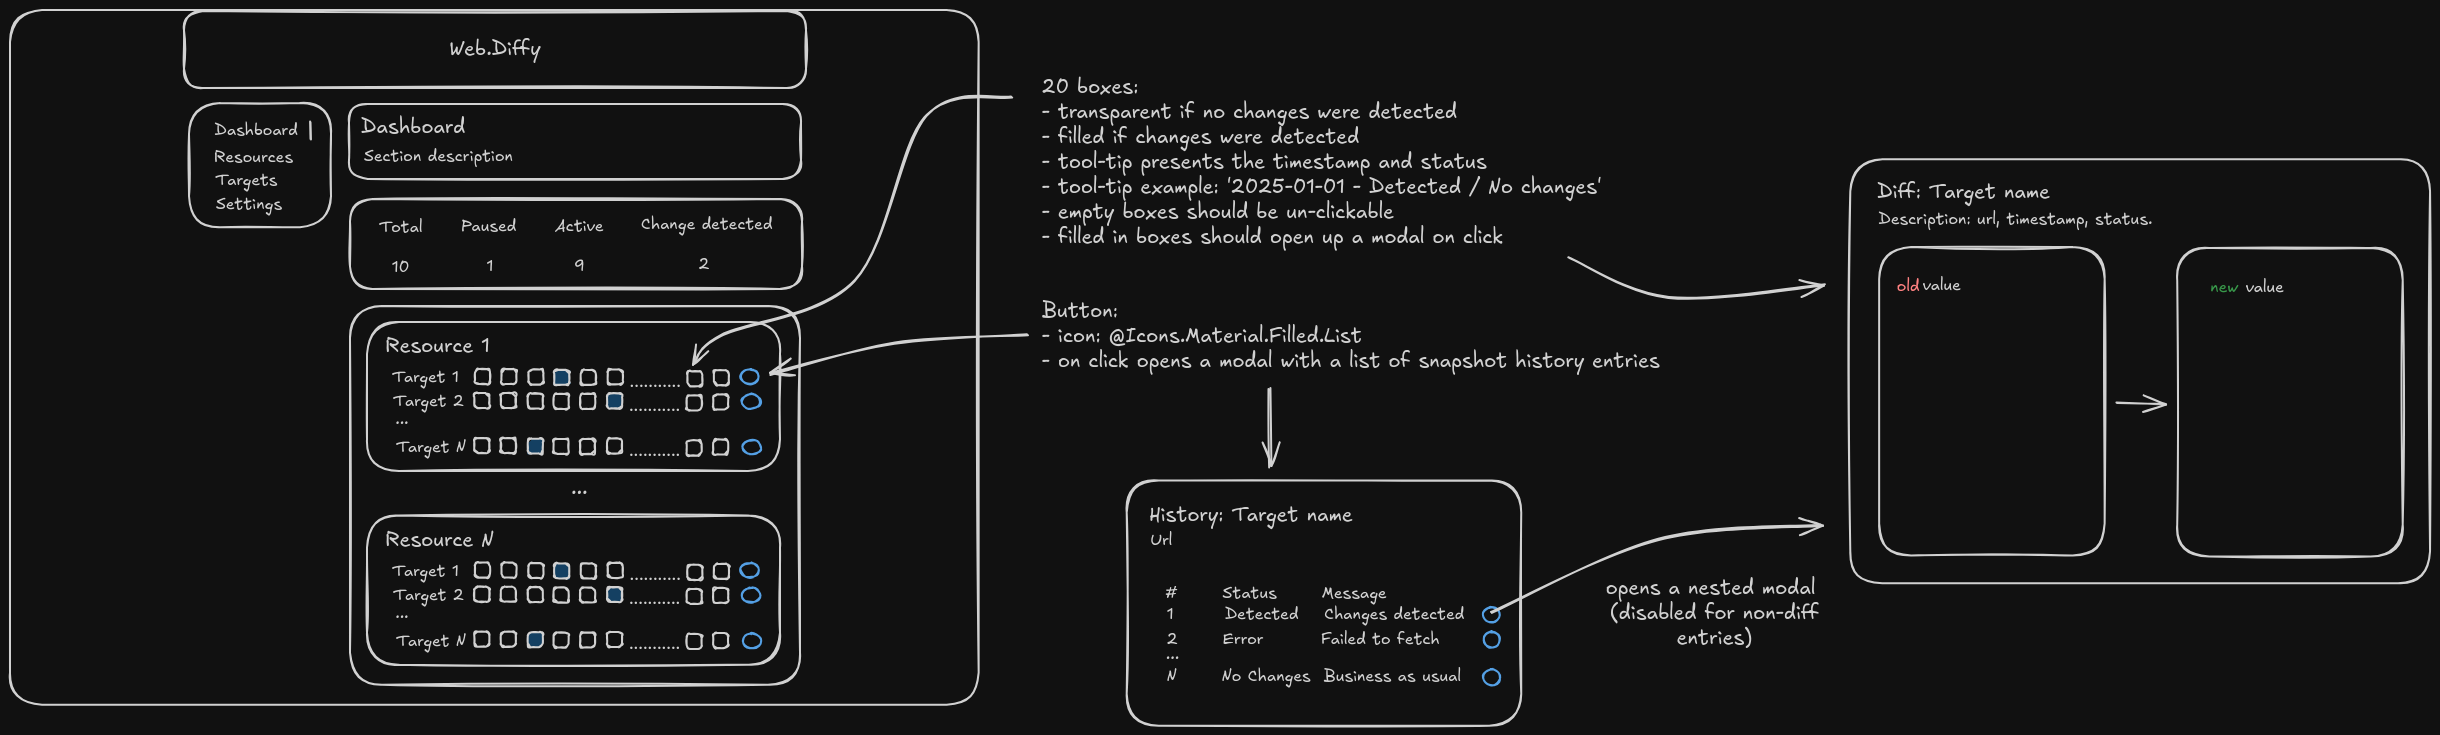 Web.Diffy
Dashboard
Resources
Targets
Settings
Dashboard
Section description
Total Paused Active Change detected
10 1 9 2
Resource 1
Target 1 ...........
Target 2 ...........
...
Target N ...........
...
Resource N
Target 1 ...........
Target 2 ...........
...
Target N ...........
20 boxes:
- transparent if no changes were detected
- filled if changes were detected
- tool-tip presents the timestamp and status
- tool-tip example: '2025-01-01 - Detected / No changes'
- empty boxes should be un-clickable
- filled in boxes should open up a modal on click
Button:
- icon: @Icons.Material.Filled.List
- on click opens a modal with a list of snapshot history entries
History: Target name
Url
# Status Message
1 Detected Changes detected
2 Error Failed to fetch
...
N No Changes Business as usual
opens a nested modal
(disabled for non-diff
entries)
Diff: Target name
Description: url, timestamp, status.
old value
new value